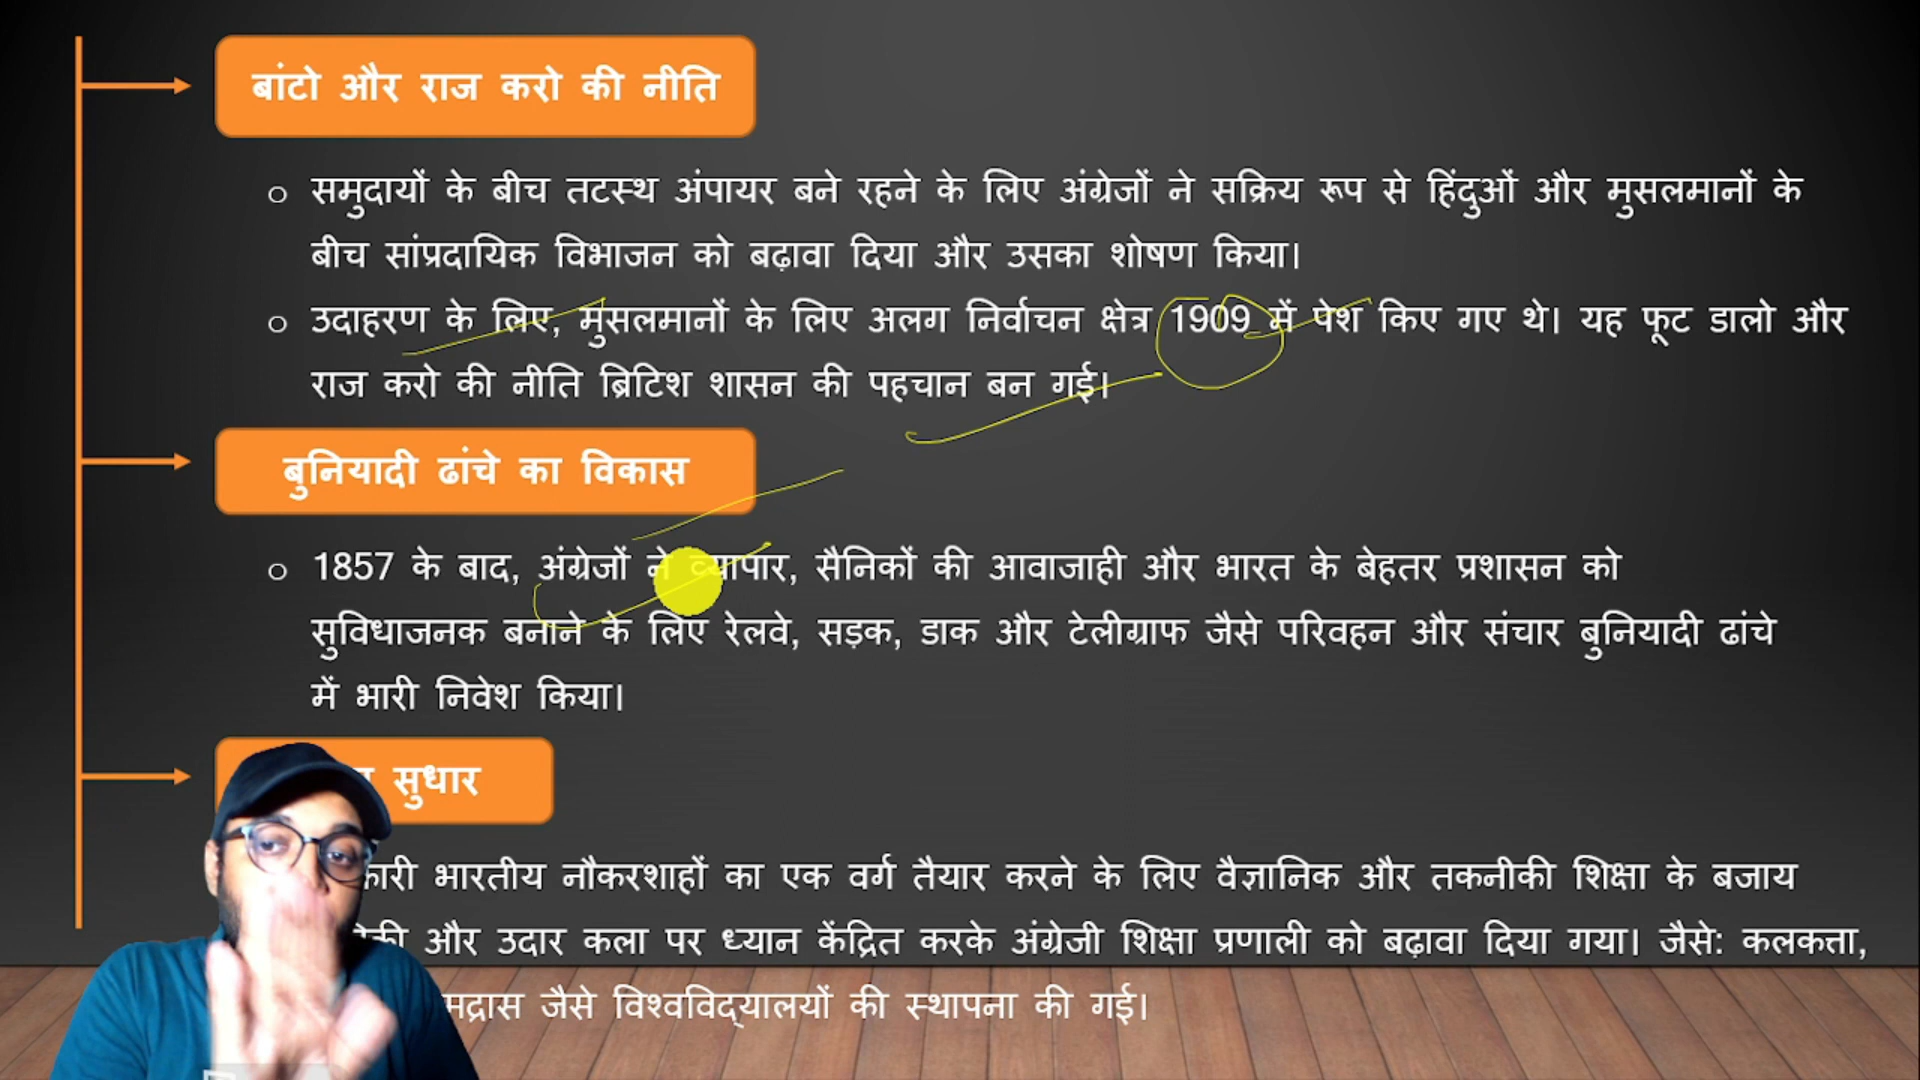 बांटो और राज करो की नीति
o समुदायों के बीच तटस्थ अंपायर बने रहने के लिए अंग्रेजों ने सक्रिय रूप से हिंदुओं और मुसलमानों के
बीच सांप्रदायिक विभाजन को बढ़ावा दिया और उसका शोषण किया।
o उदाहरण के लिए, मुसलमानों के लिए अलग निर्वाचन क्षेत्र 1909 में पेश किए गए थे। यह फूट डालो और
राज करो की नीति ब्रिटिश शासन की पहचान बन गई।
बुनियादी ढांचे का विकास
o 1857 के बाद, अंग्रेजों ने व्यापार, सैनिकों की आवाजाही और भारत के बेहतर प्रशासन को
सुविधाजनक बनाने के लिए रेलवे, सड़क, डाक और टेलीग्राफ जैसे परिवहन और संचार बुनियादी ढांचे
में भारी निवेश किया।
सुधार
भारतीय नौकरशाहों का एक वर्ग तैयार करने के लिए वैज्ञानिक और तकनीकी शिक्षा के बजाय
और उदार कला पर ध्यान केंद्रित करके अंग्रेजी शिक्षा प्रणाली को बढ़ावा दिया गया। जैसे: कलकत्ता,
मद्रास जैसे विश्वविद्यालयों की स्थापना की गई।